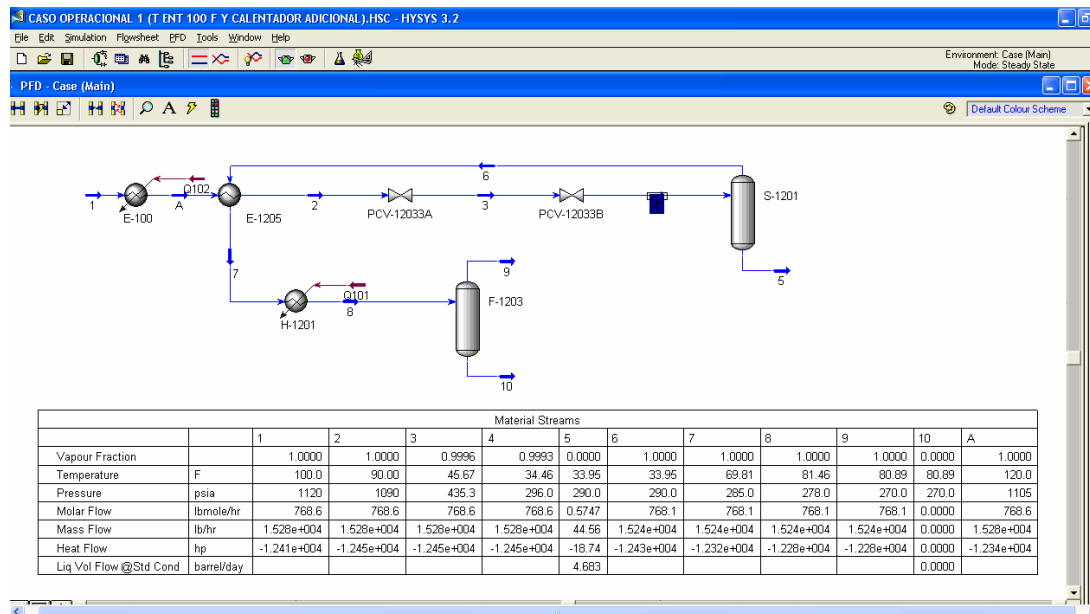 CASO OPERACIONAL 1 (T ENT 100 F Y CALENTADOR ADICIONAL).HSC - HYSYS 3.2
File Edit Simulation Flowsheet PFD Tools Window Help
Environment: Case (Main)
Mode: Steady State
PFD - Case (Main)
A Default Colour Scheme
6
1 E-100 A Q102 E-1205 2 PCV-12033A 3 PCV-12033B S-1201
7 9 5
H-1201 Q101 8 F-1203
10
Material Streams
1 2 3 4 5 6 7 8 9 10 A
Vapour Fraction 1.0000 1.0000 0.9996 0.9993 0.0000 1.0000 1.0000 1.0000 1.0000 0.0000 1.0000
Temperature F 100.0 90.00 45.67 34.46 33.95 33.95 69.81 81.46 80.89 80.89 120.0
Pressure psia 1120 1090 435.3 296.0 290.0 290.0 285.0 278.0 270.0 270.0 1105
Molar Flow lbmole/hr 768.6 768.6 768.6 768.6 0.5747 768.1 768.1 768.1 768.1 0.0000 768.6
Mass Flow lb/hr 1.528e+004 1.528e+004 1.528e+004 1.528e+004 44.56 1.524e+004 1.524e+004 1.524e+004 1.524e+004 0.0000 1.528e+004
Heat Flow hp -1.241e+004 -1.245e+004 -1.245e+004 -1.245e+004 -18.74 -1.243e+004 -1.232e+004 -1.228e+004 -1.228e+004 0.0000 -1.234e+004
Liq Vol Flow @Std Cond barrel/day 4.683 0.0000